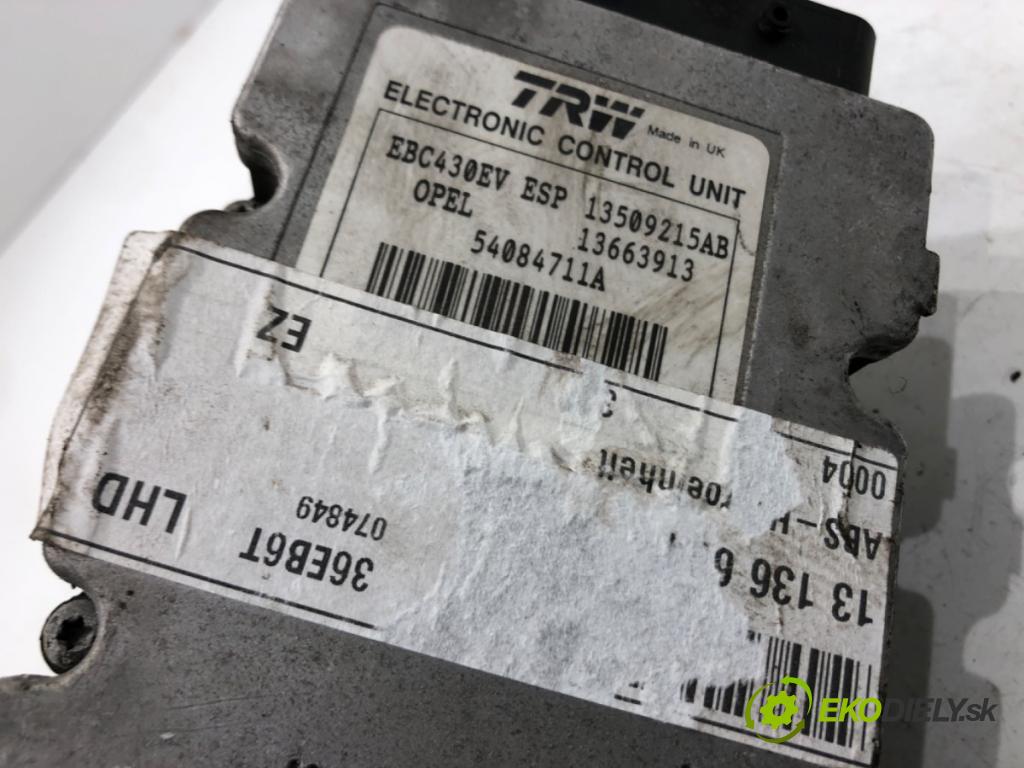 TRW
Made in UK
ELECTRONIC CONTROL UNIT
EBC430EV ESP 13509215AB
OPEL 13663913
54084711A
13 136 6
36EB6T
LHD
074849
ABS-H
0004
3
EZ
EKODIELY.sk